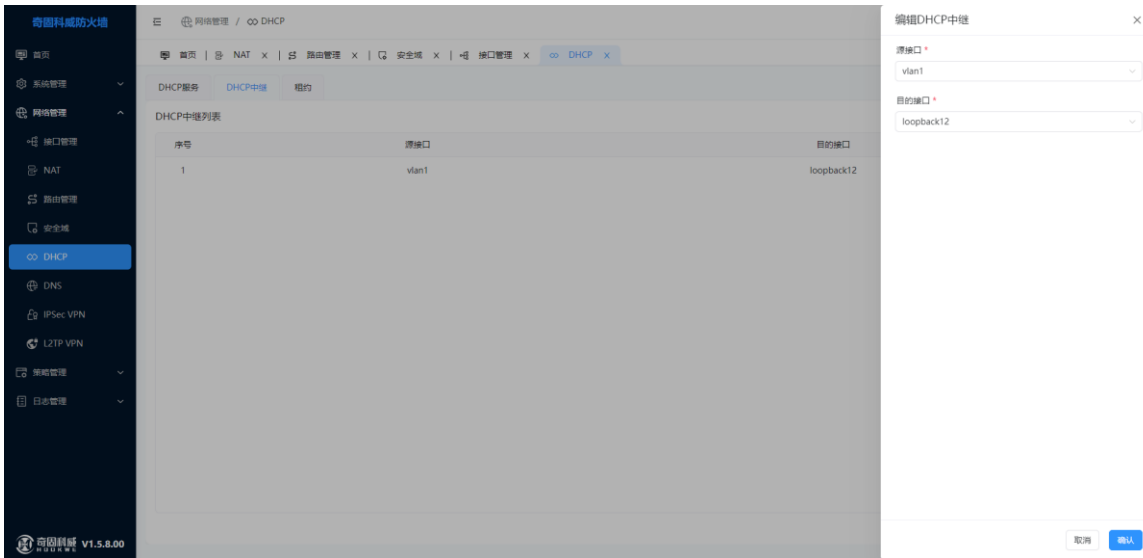 奇固科威防火墙
首页
系统管理
网络管理
接口管理
NAT
路由管理
安全域
DHCP
DNS
IPSec VPN
L2TP VPN
策略管理
日志管理
奇固科威 V1.5.8.00
网络管理 / DHCP
首页 | NAT x | 路由管理 x | 安全域 x | 接口管理 x DHCP x
DHCP服务 DHCP中继 租约
DHCP中继列表
序号 源接口 目的接口
1 vlan1 loopback12
编辑DHCP中继
源接口 *
vlan1
目的接口 *
loopback12
取消 确认